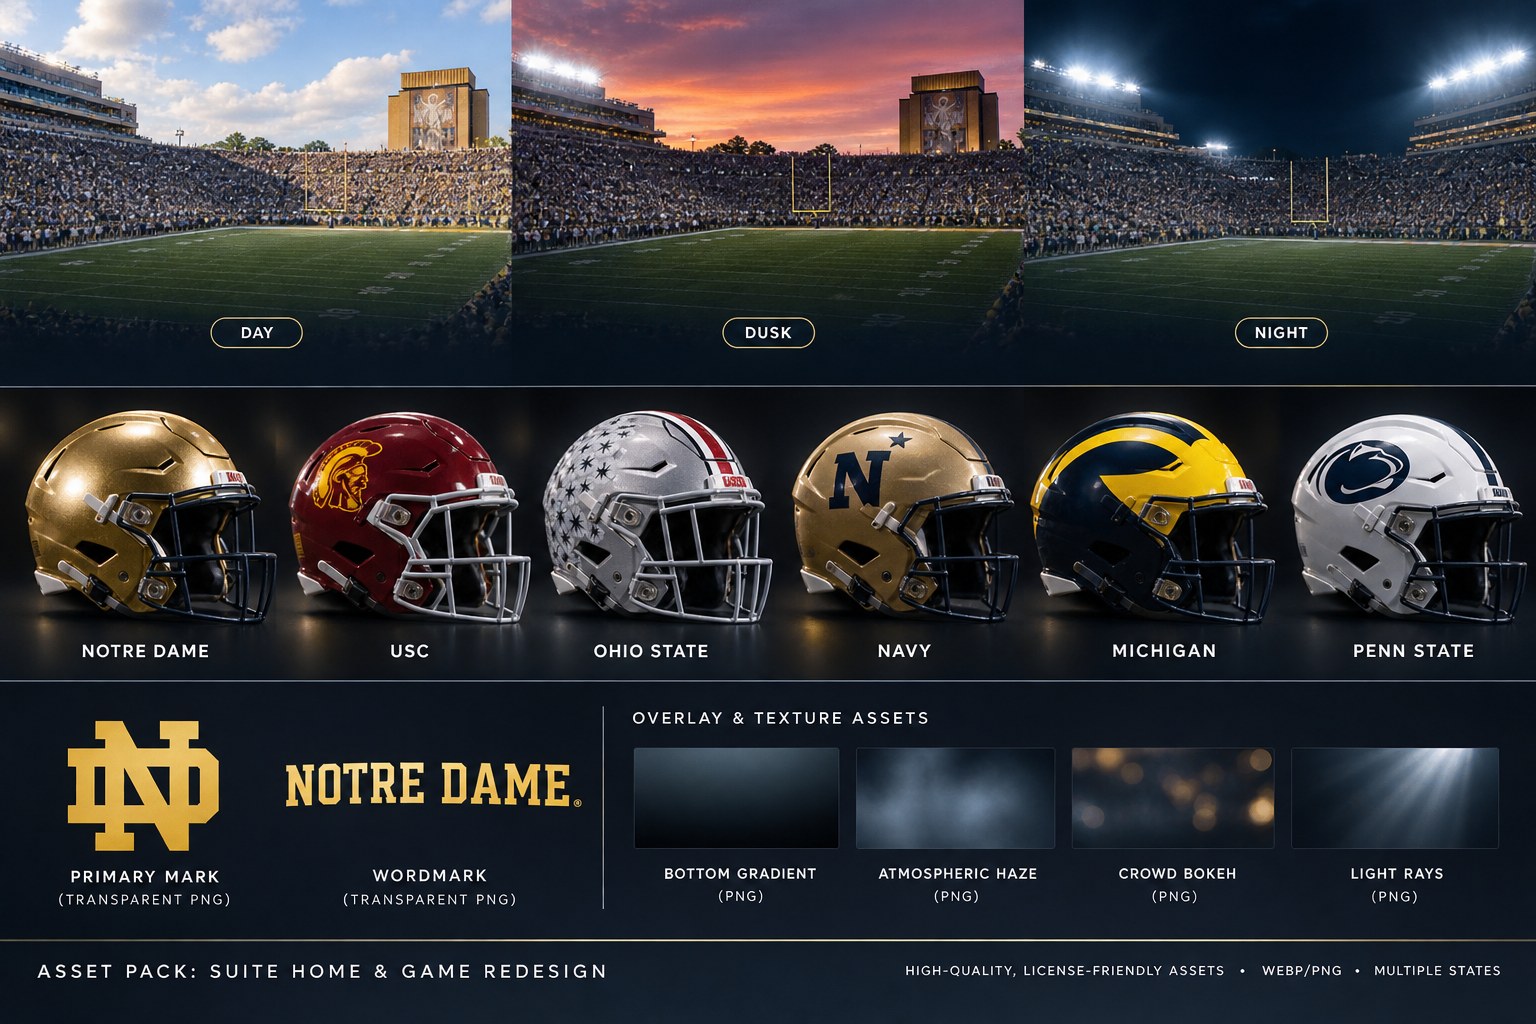 DAY
DUSK
NIGHT
NOTRE DAME
USC
OHIO STATE
NAVY
MICHIGAN
PENN STATE
OVERLAY & TEXTURE ASSETS
NOTRE DAME®
PRIMARY MARK
(TRANSPARENT PNG)
WORDMARK
(TRANSPARENT PNG)
BOTTOM GRADIENT
(PNG)
ATMOSPHERIC HAZE
(PNG)
CROWD BOKEH
(PNG)
LIGHT RAYS
(PNG)
ASSET PACK: SUITE HOME & GAME REDESIGN
HIGH-QUALITY, LICENSE-FRIENDLY ASSETS • WEBP/PNG • MULTIPLE STATES